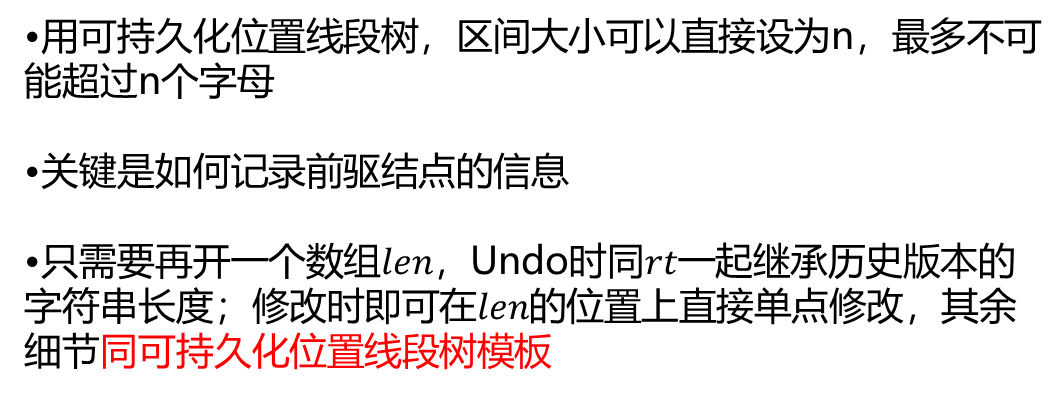 •用可持久化位置线段树，区间大小可以直接设为n，最多不可
能超过n个字母
•关键是如何记录前驱结点的信息
•只需要再开一个数组len，Undo时同rt一起继承历史版本的
字符串长度；修改时即可在len的位置上直接单点修改，其余
细节同可持久化位置线段树模板